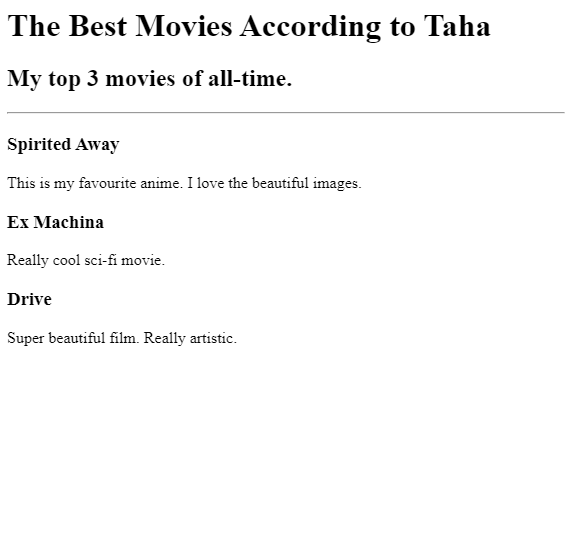 The Best Movies According to Taha
My top 3 movies of all-time.
Spirited Away
This is my favourite anime. I love the beautiful images.
Ex Machina
Really cool sci-fi movie.
Drive
Super beautiful film. Really artistic.